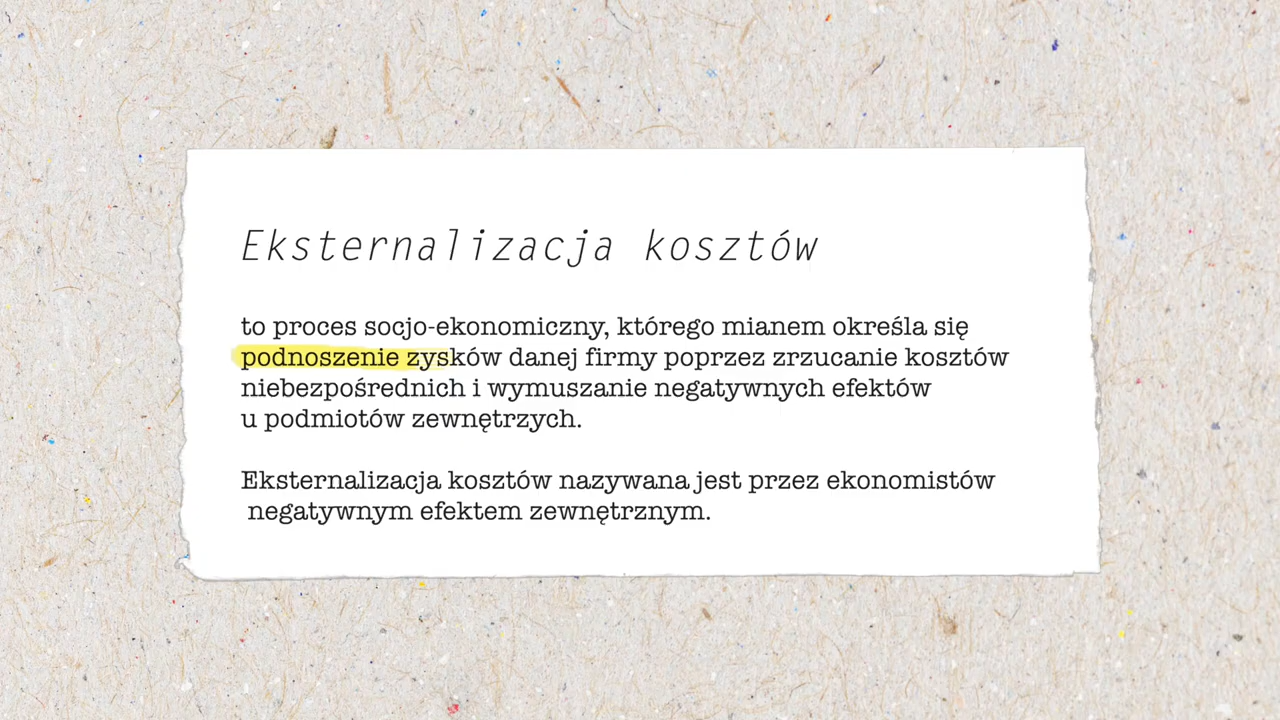 Eksternalizacja kosztów
to proces socjo-ekonomiczny, którego mianem określa się
podnoszenie zysków danej firmy poprzez zrzucanie kosztów
niebezpośrednich i wymuszanie negatywnych efektów
u podmiotów zewnętrzych.
Eksternalizacja kosztów nazywana jest przez ekonomistów
negatywnym efektem zewnętrznym.